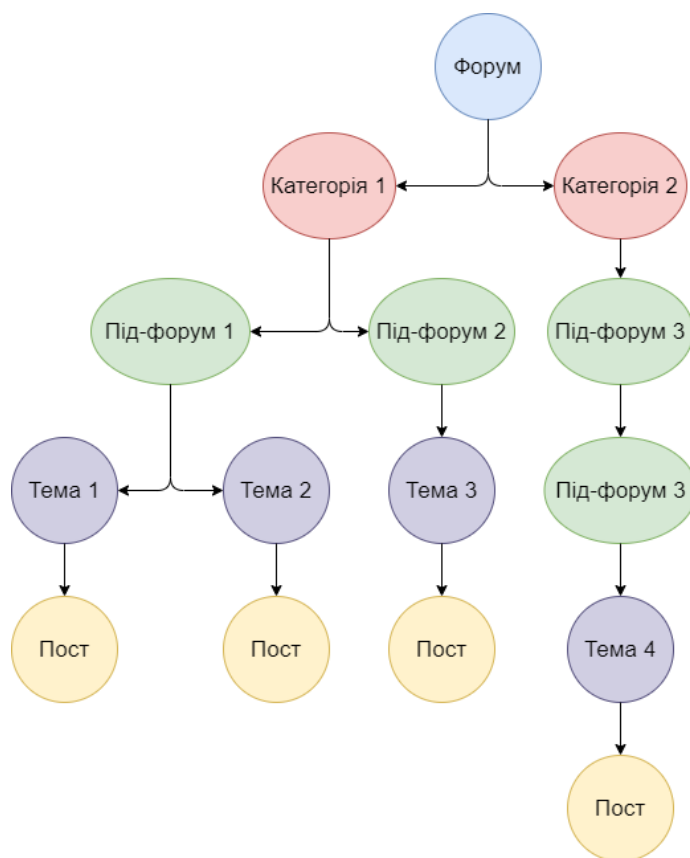 Форум
Категорія 1
Категорія 2
Під-форум 1
Під-форум 2
Під-форум 3
Тема 1
Тема 2
Тема 3
Під-форум 3
Пост
Пост
Пост
Тема 4
Пост